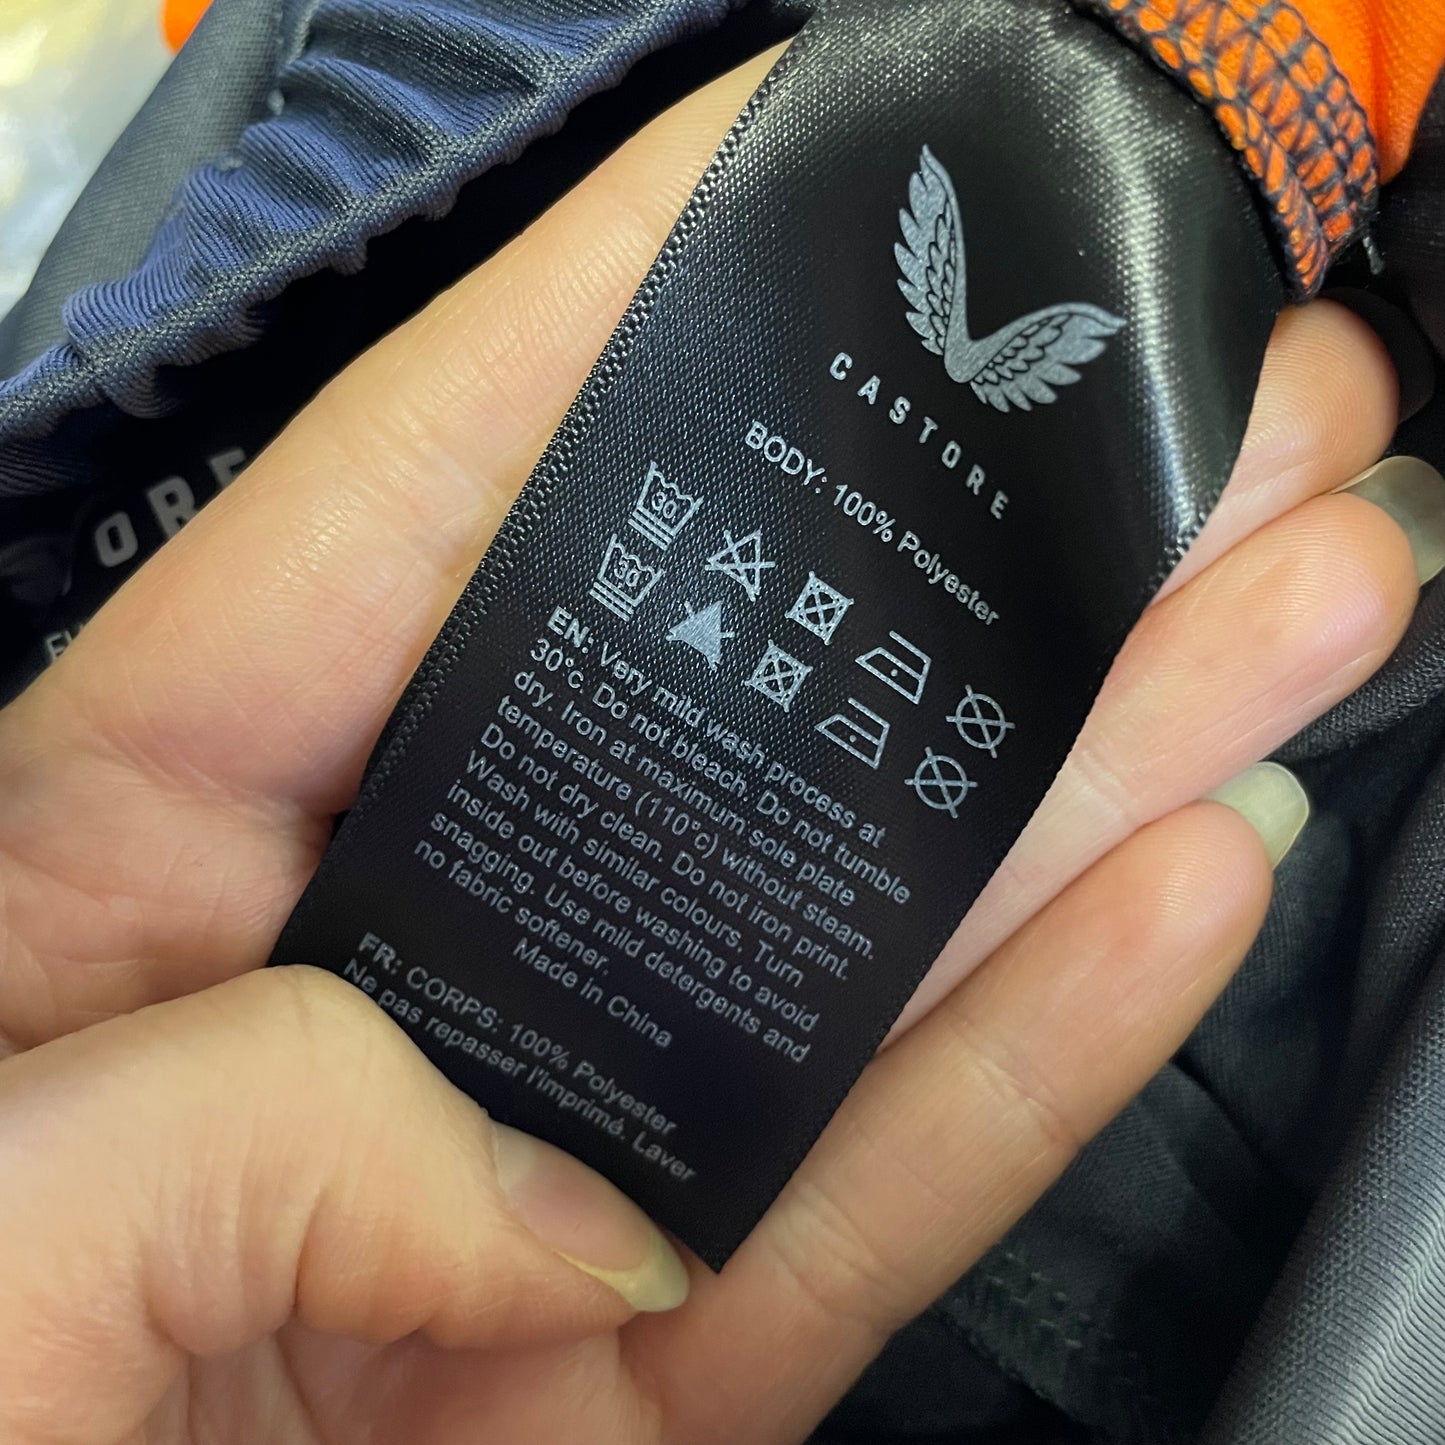 CASTORE
BODY: 100% Polyester
30
30
EN: Very mild wash process at
30°c. Do not bleach. Do not tumble
dry. Iron at maximum sole plate
temperature (110°c) without steam.
Do not dry clean. Do not iron print.
Wash with similar colours. Turn
inside out before washing to avoid
snagging. Use mild detergents and
no fabric softener.
Made in China
FR: CORPS: 100% Polyester
Ne pas repasser l'imprimé. Laver
ORE